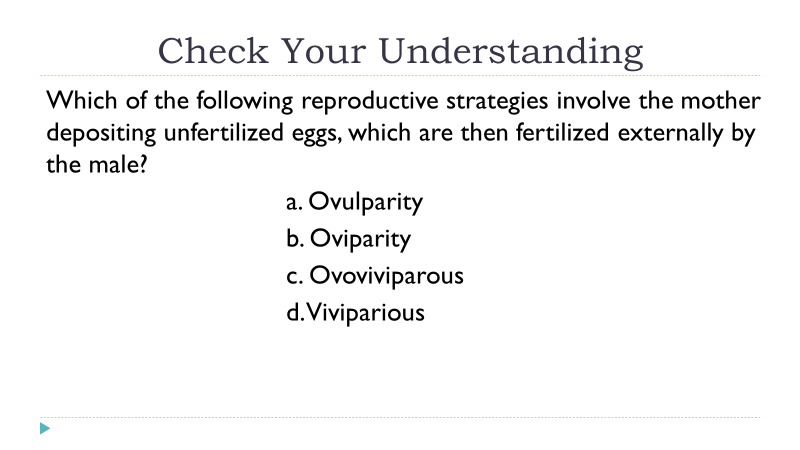 Check Your Understanding
Which of the following reproductive strategies involve the mother
depositing unfertilized eggs, which are then fertilized externally by
the male?
a. Ovulparity
b. Oviparity
c. Ovoviviparous
d. Viviparious